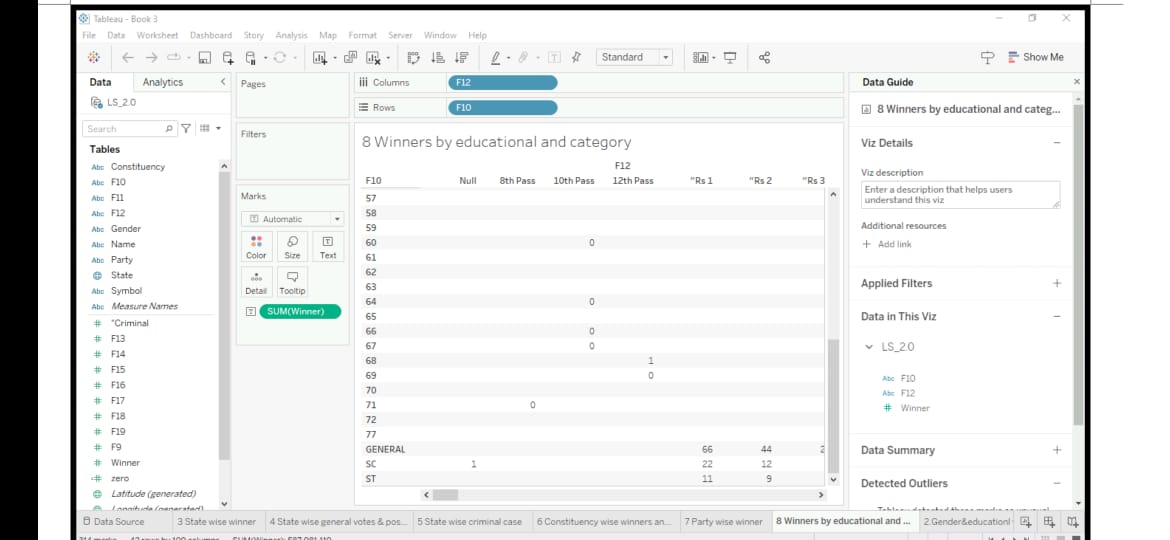 Tableau - Book 3
File Data Worksheet Dashboard Story Analysis Map Format Server Window Help
Standard
Show Me
Data Analytics
LS_2.0
Search
Tables
Abc Constituency
Abc F10
Abc F11
Abc F12
Abc Gender
Abc Name
Abc Party
State
Abc Symbol
Abc Measure Names
# "Criminal
# F13
# F14
# F15
# F16
# F17
# F18
# F19
# F9
# Winner
# zero
Latitude (generated)
Longitude (generated)
Pages
Filters
Marks
Automatic
Color Size Text
Detail Tooltip
SUM(Winner)
Columns F12
Rows F10
8 Winners by educational and category
F12
F10 Null 8th Pass 10th Pass 12th Pass "Rs 1 "Rs 2 "Rs 3
57
58
59
60 0
61
62
63
64 0
65
66 0
67 0
68 1
69 0
70
71 0
72
77
GENERAL 66 44 2
SC 1 22 12
ST 11 9
Data Guide
8 Winners by educational and categ...
Viz Details
Viz description
Enter a description that helps users
understand this viz
Additional resources
+ Add link
Applied Filters
Data in This Viz
LS_2.0
Abc F10
Abc F12
# Winner
Data Summary
Detected Outliers
Data Source 3 State wise winner 4 State wise general votes & pos... 5 State wise criminal case 6 Constituency wise winners an... 7 Party wise winner 8 Winners by educational and ... 2.Gender&educationl